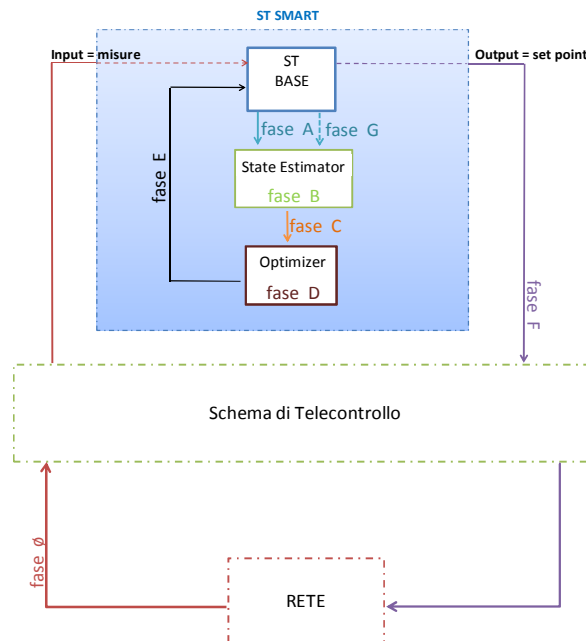 ST SMART
Input = misure
ST
BASE
Output = set point
fase A
fase G
fase E
State Estimator
fase B
fase C
Optimizer
fase D
fase F
Schema di Telecontrollo
fase ø
RETE